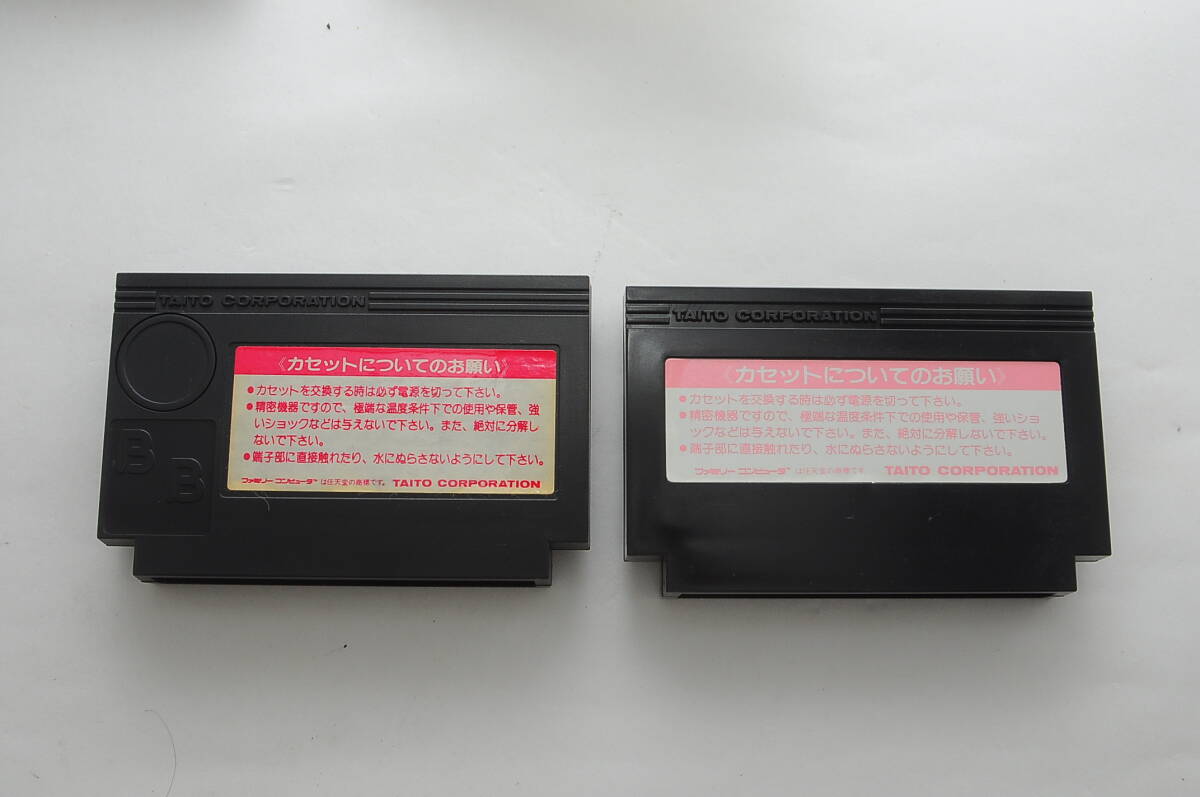 TAITO CORPORATION
《カセットについてのお願い》
●カセットを交換する時は必ず電源を切って下さい。
●精密機器ですので、極端な温度条件下での使用や保管、強
いショックなどは与えないで下さい。また、絶対に分解し
ないで下さい。
●端子部に直接触れたり、水にぬらさないようにして下さい。
ファミリーコンピュータ™は任天堂の商標です。 TAITO CORPORATION
B
B
TAITO CORPORATION
《カセットについてのお願い》
●カセットを交換する時は必ず電源を切って下さい。
●精密機器ですので、極端な温度条件下での使用や保管、強いショ
ックなどは与えないで下さい。また、絶対に分解しないで下さい。
●端子部に直接触れたり、水にぬらさないようにして下さい。
ファミリーコンピュータ™は任天堂の商標です。 TAITO CORPORATION